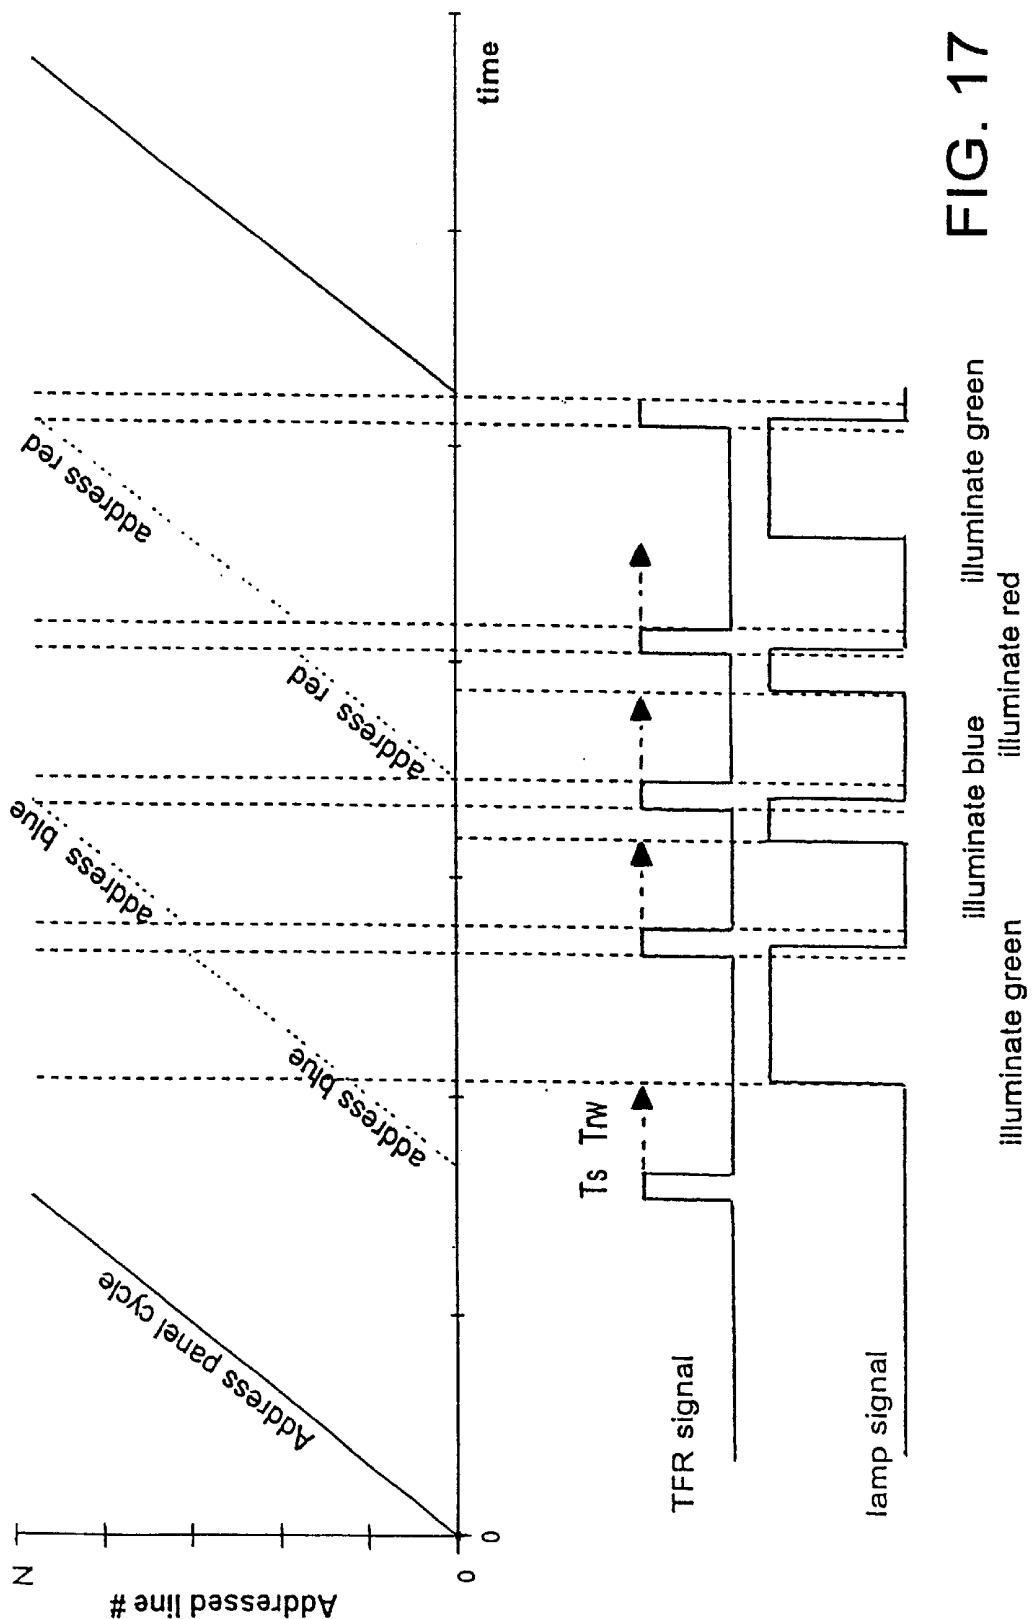 N
Addressed line #
0
0
time
Address panel cycle
address blue
address blue
address red
address red
Ts Trw
TFR signal
lamp signal
illuminate green
illuminate blue
illuminate red
illuminate green
FIG. 17